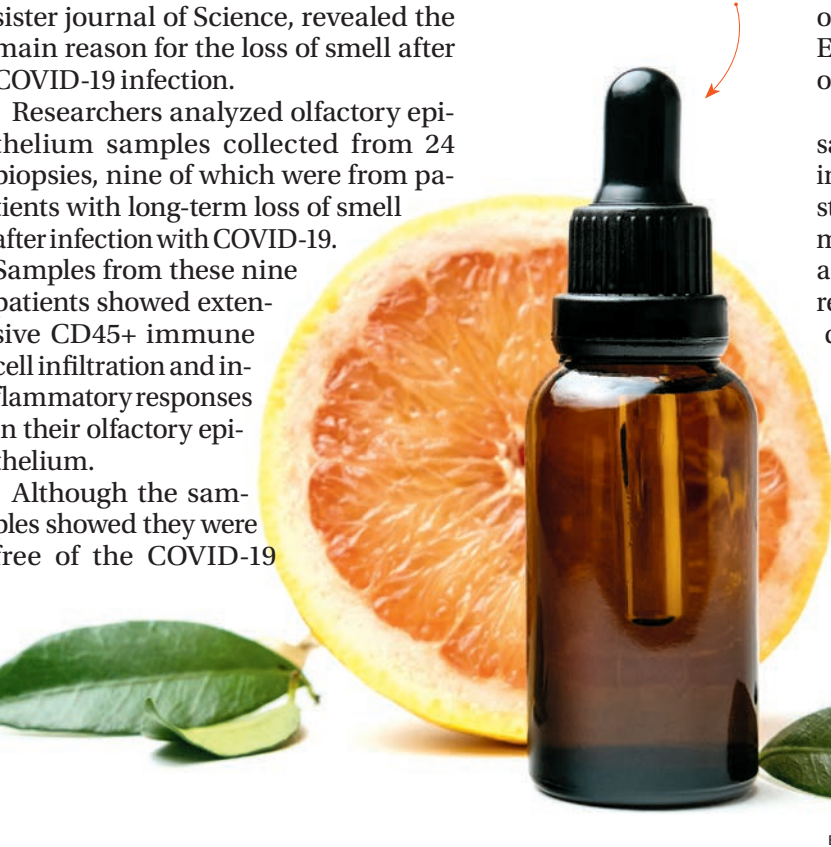 sister journal of Science, revealed the
main reason for the loss of smell after
COVID-19 infection.
Researchers analyzed olfactory epi-
thelium samples collected from 24
biopsies, nine of which were from pa-
tients with long-term loss of smell
after infection with COVID-19.
Samples from these nine
patients showed exten-
sive CD45+ immune
cell infiltration and in-
flammatory responses
in their olfactory epi-
thelium.
Although the sam-
ples showed they were
free of the COVID-19